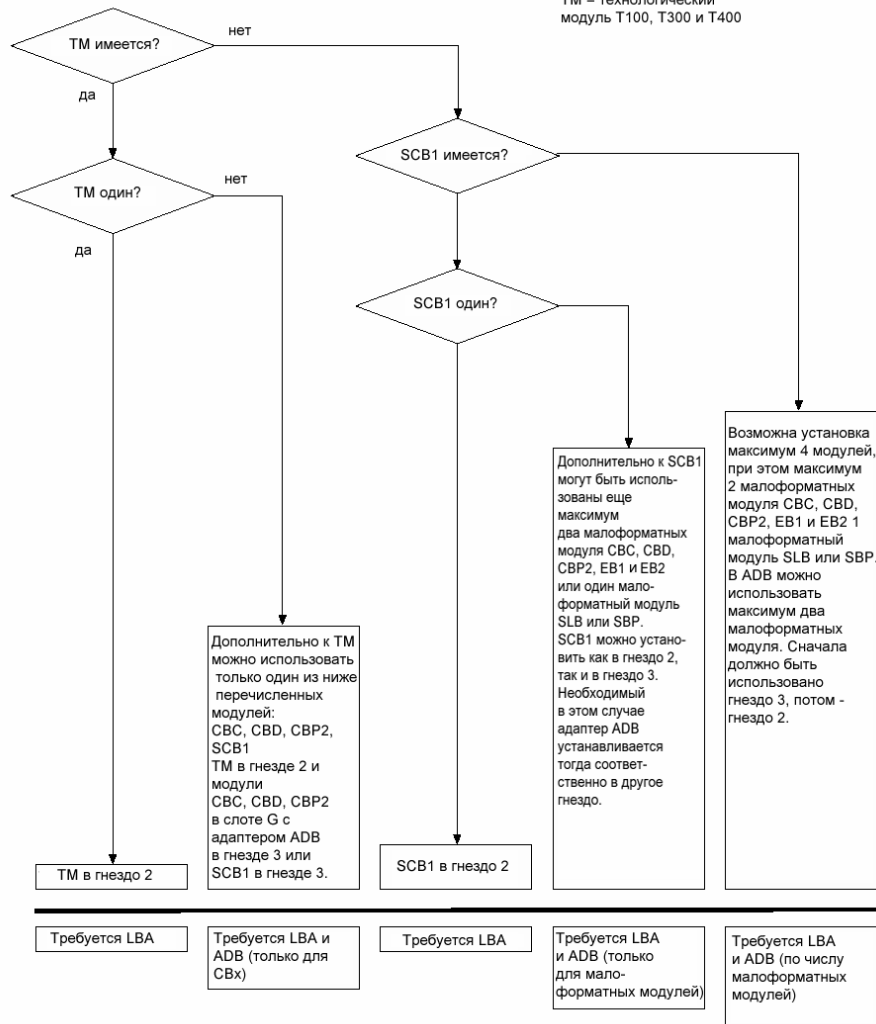 ТМ = технологический
модуль Т100, Т300 и Т400
ТМ имеется?
нет
да
SCB1 имеется?
ТМ один?
нет
да
SCB1 один?
Дополнительно к ТМ
можно использовать
только один из ниже
перечисленных
модулей:
CBC, CBD, CBP2,
SCB1
ТМ в гнезде 2 и
модули
CBC, CBD, CBP2
в слоте G с
адаптером ADB
в гнезде 3 или
SCB1 в гнезде 3.
Дополнительно к SCB1
могут быть исполь-
зованы еще
максимум
два малоформатных
модуля CBC, CBD,
CBP2, EB1 и EB2
или один мало-
форматный модуль
SLB или SBP.
SCB1 можно устано-
вить как в гнездо 2,
так и в гнездо 3.
Необходимый
в этом случае
адаптер ADB
устанавливается
тогда соответ-
ственно в другое
гнездо.
Возможна установка
максимум 4 модулей,
при этом максимум
2 малоформатных
модуля CBC, CBD,
CBP2, EB1 и EB2 1
малоформатный
модуль SLB или SBP.
В ADB можно
использовать
максимум два
малоформатных
модуля. Сначала
должно быть
использовано
гнездо 3, потом -
гнездо 2.
ТМ в гнездо 2
SCB1 в гнездо 2
Требуется LBA
Требуется LBA и
ADB (только для
CBx)
Требуется LBA
Требуется LBA
и ADB (только
для мало-
форматных модулей)
Требуется LBA
и ADB (по числу
малоформатных
модулей)